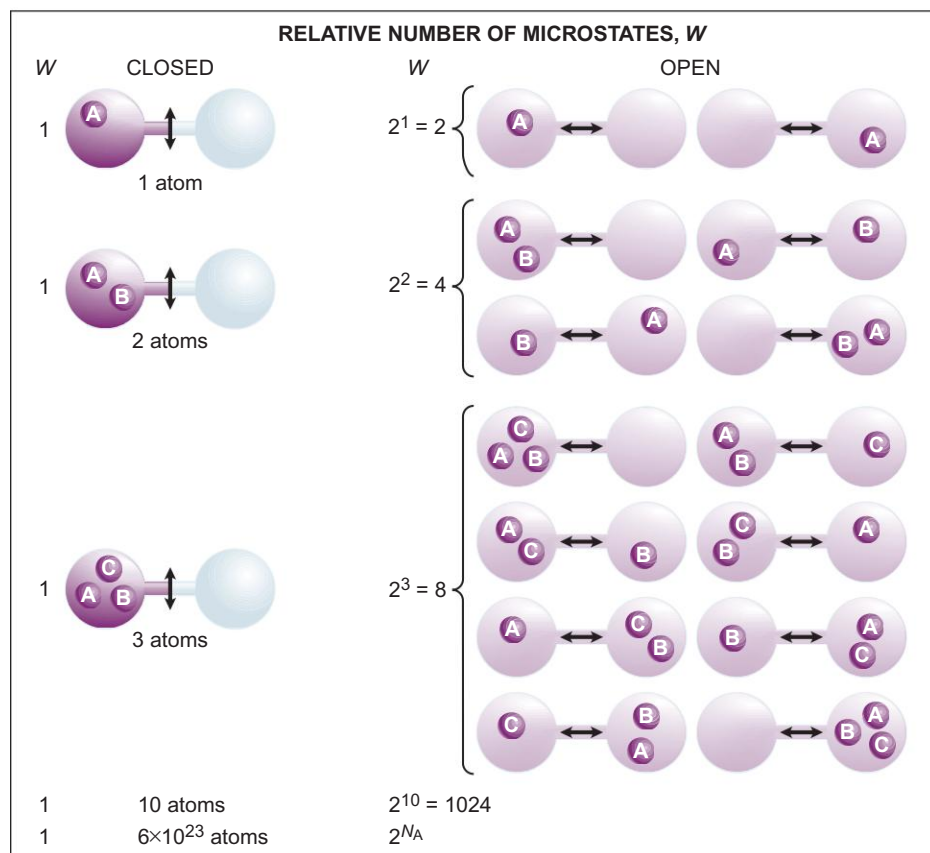 RELATIVE NUMBER OF MICROSTATES, W
W CLOSED W OPEN
A
1
1 atom
2¹ = 2
A
A
A
B
1
2 atoms
2² = 4
A
B
A
B
B
A
B
A
C
A
B
1
3 atoms
2³ = 8
C
A
B
A
B
C
A
C
B
C
B
A
A
C
B
B
A
C
C
B
A
A
B
C
1 10 atoms 2¹⁰ = 1024
1 6×10²³ atoms 2^NA